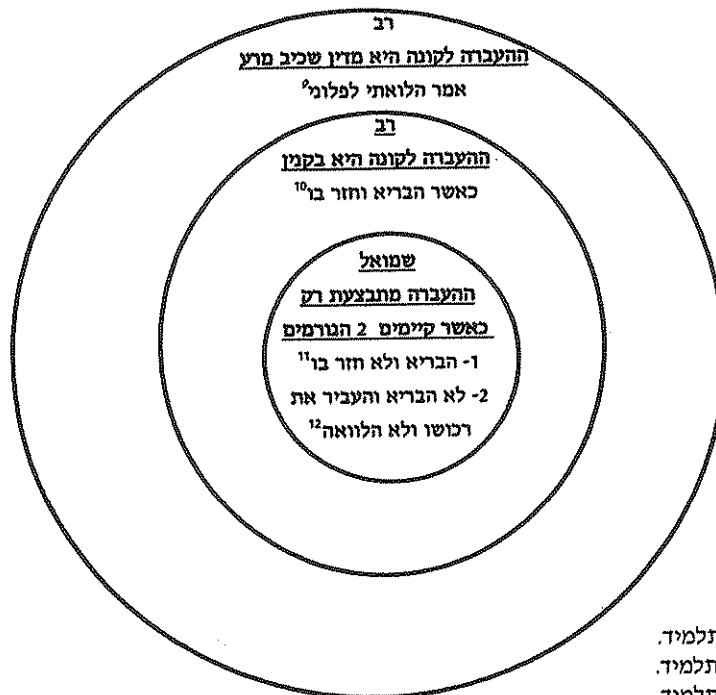 רב
ההעברה לקונה היא מדין שכיב מרע
אמר הלואתי לפלוני⁹
רב
ההעברה לקונה היא בקנין
כאשר הבריא וחזר בו¹⁰
שמואל
ההעברה מתבצעת רק
כאשר קיימים 2 הגורמים
1- הבריא ולא חזר בו¹¹
2- לא הבריא והעביר את
רכושו ולא הלוואה¹²
תלמיד.
תלמיד.